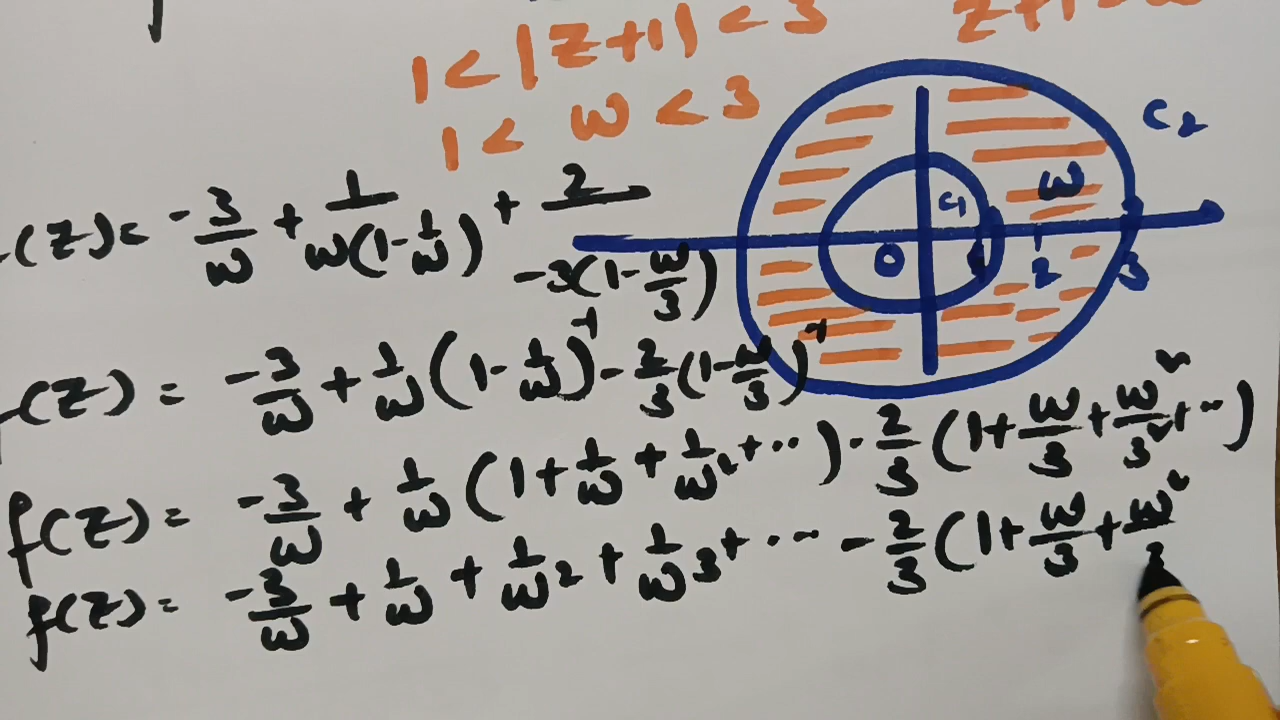 1 < |z+1| < 3
1 < w < 3
C₂
w
C₁
0 1 2 3
(z) = -3/w + 1/(w(1-1/w)) + 2/(-3(1-w/3))
(z) = -3/w + 1/w (1-1/w)⁻¹ - 2/3 (1-w/3)⁻¹
f(z) = -3/w + 1/w (1+1/w+1/w²+..) - 2/3 (1+w/3+w²/3²+..)
f(z) = -3/w + 1/w + 1/w² + 1/w³ + ... - 2/3 (1+w/3+w²/3